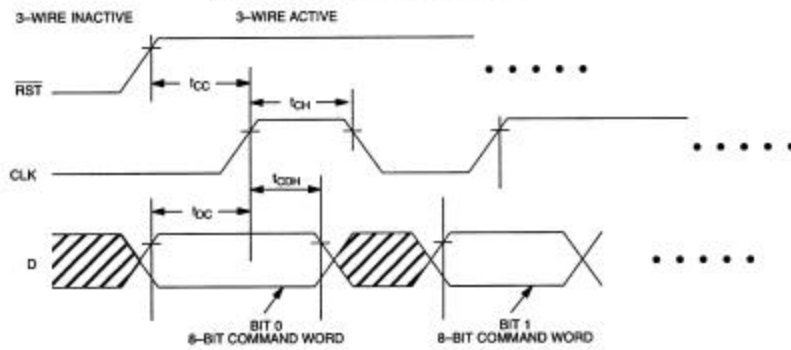 3-WIRE INACTIVE
3-WIRE ACTIVE
RST
tCC
tCH
CLK
tCDH
tDC
D
BIT 0
8-BIT COMMAND WORD
BIT 1
8-BIT COMMAND WORD